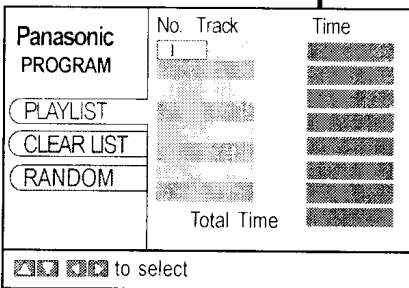 Panasonic
PROGRAM
PLAYLIST
CLEAR LIST
RANDOM
No. Track
1
Time
Total Time
to select